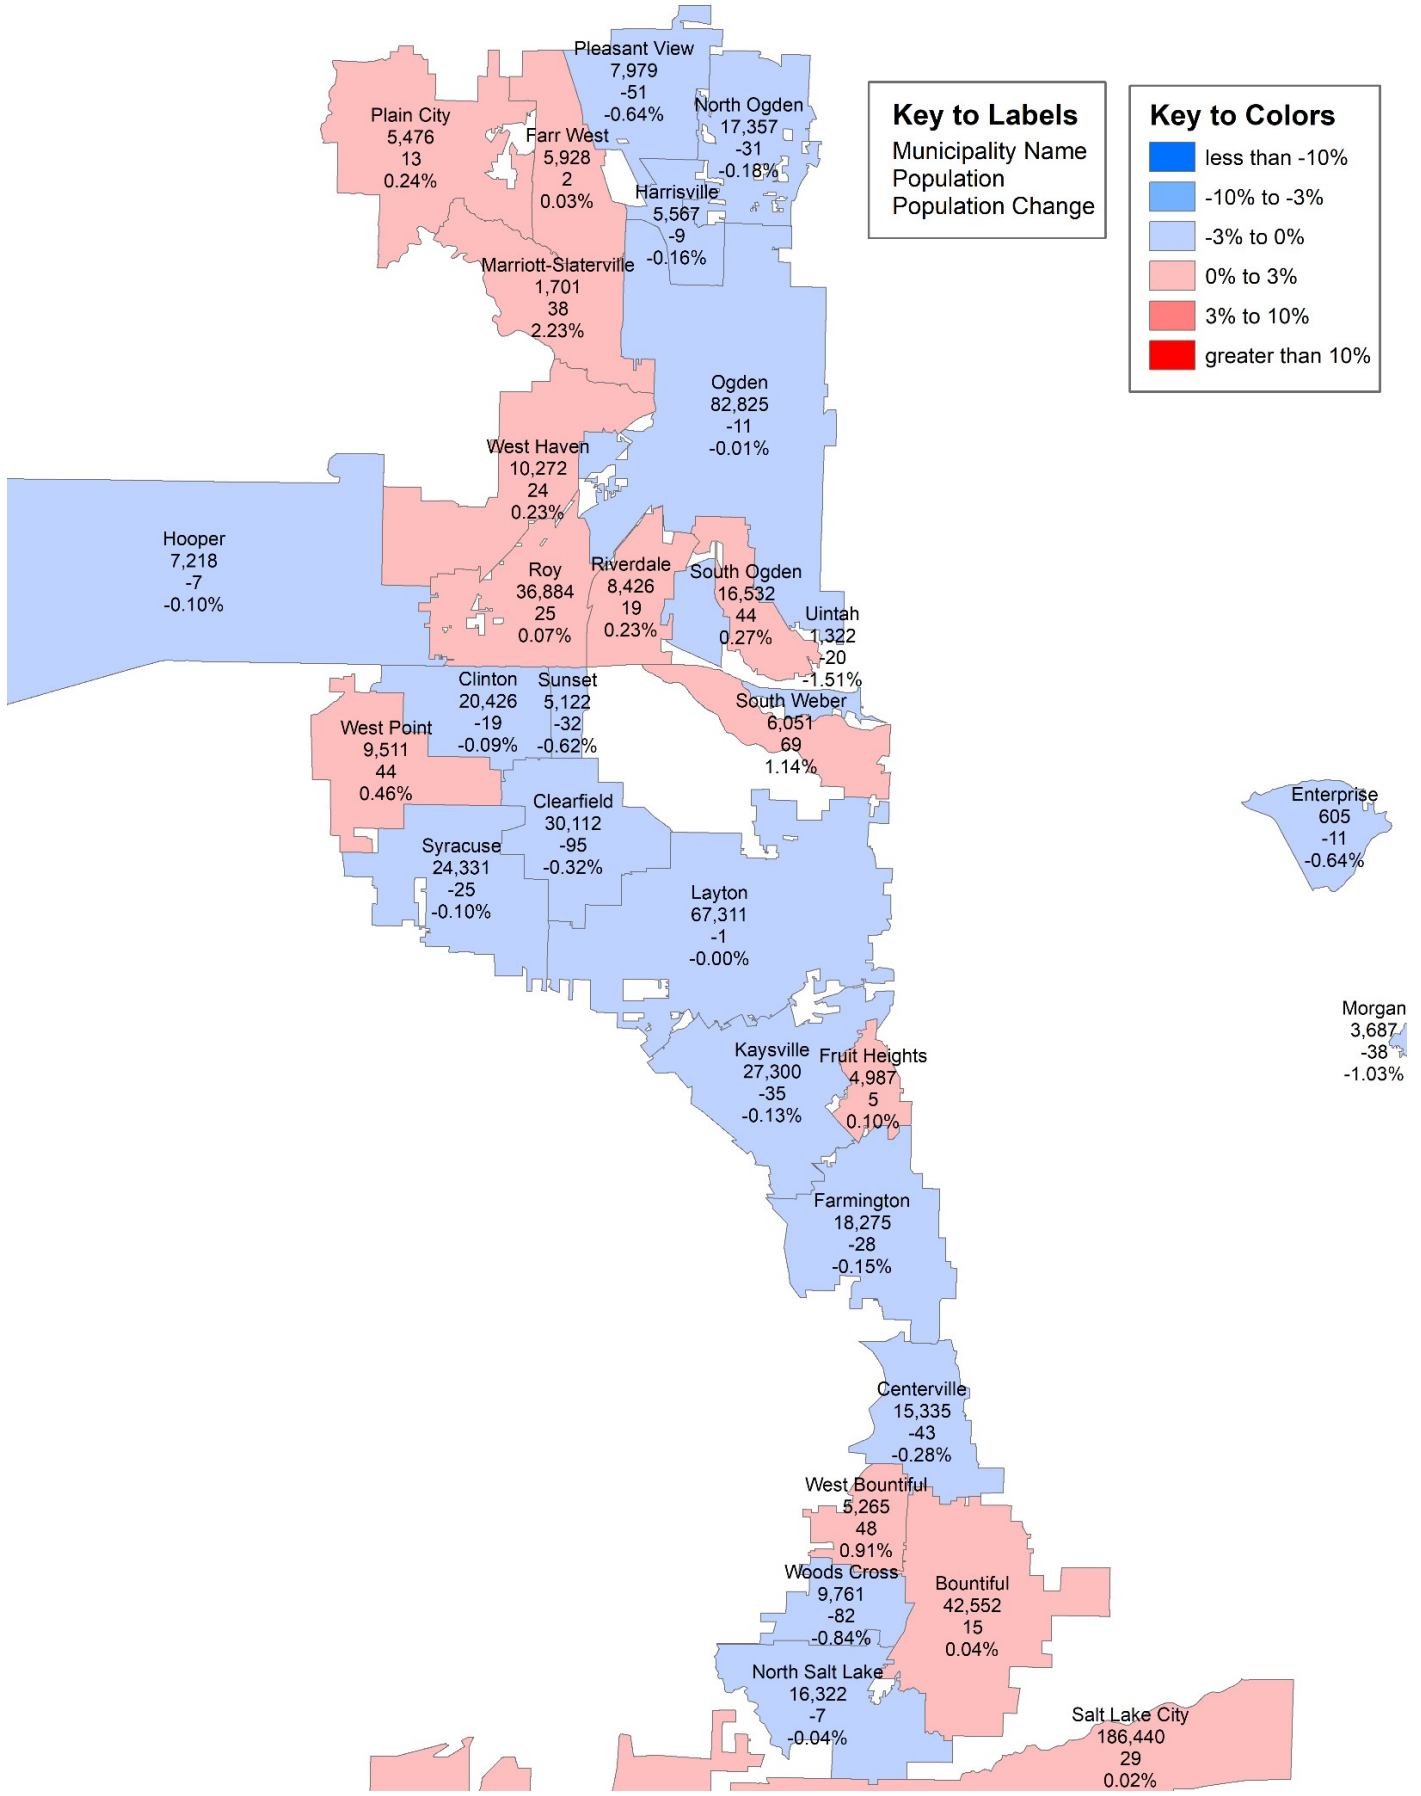 Pleasant View
7,979
-51
-0.64%
North Ogden
17,357
-31
-0.18%
Plain City
5,476
13
0.24%
Farr West
5,928
2
0.03%
Harrisville
5,567
-9
-0.16%
Key to Labels
Municipality Name
Population
Population Change
Key to Colors
less than -10%
-10% to -3%
-3% to 0%
0% to 3%
3% to 10%
greater than 10%
Marriott-Slaterville
1,701
38
2.23%
Ogden
82,825
-11
-0.01%
West Haven
10,272
24
0.23%
Hooper
7,218
-7
-0.10%
Roy
36,884
25
0.07%
Riverdale
8,426
19
0.23%
South Ogden
16,532
44
0.27%
Uintah
1,322
-20
-1.51%
Clinton
20,426
-19
-0.09%
Sunset
5,122
-32
-0.62%
South Weber
6,051
69
1.14%
West Point
9,511
44
0.46%
Clearfield
30,112
-95
-0.32%
Enterprise
605
-11
-0.64%
Syracuse
24,331
-25
-0.10%
Layton
67,311
-1
-0.00%
Morgan
3,687
-38
-1.03%
Kaysville
27,300
-35
-0.13%
Fruit Heights
4,987
5
0.10%
Farmington
18,275
-28
-0.15%
Centerville
15,335
-43
-0.28%
West Bountiful
5,265
48
0.91%
Woods Cross
9,761
-82
-0.84%
Bountiful
42,552
15
0.04%
North Salt Lake
16,322
-7
-0.04%
Salt Lake City
186,440
29
0.02%